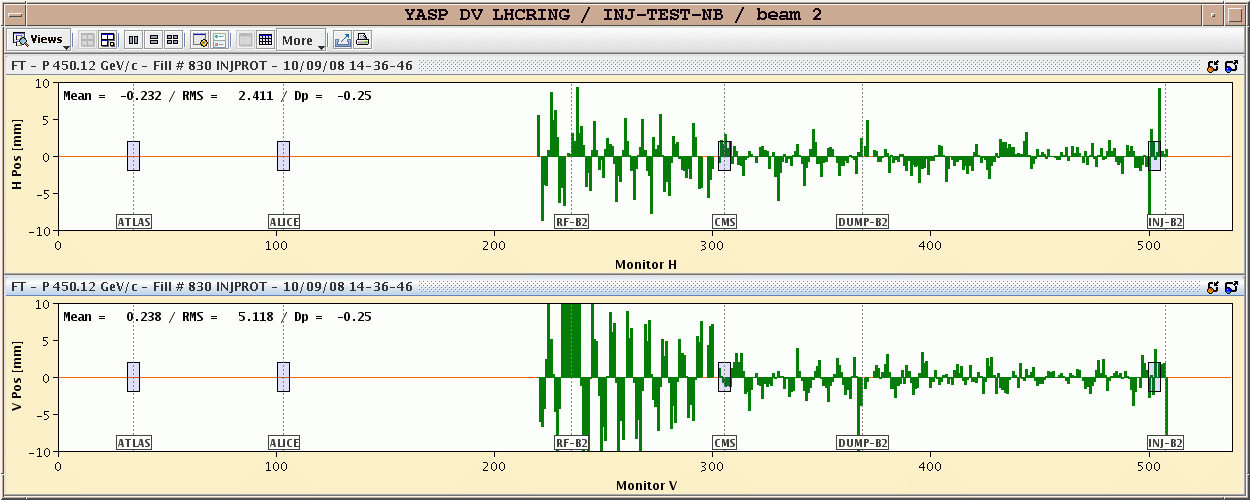 YASP DV LHCRING / INJ-TEST-NB / beam 2
Views More
FT - P 450.12 GeV/c - Fill # 830 INJPROT - 10/09/08 14-36-46
Mean = -0.232 / RMS = 2.411 / Dp = -0.25
H Pos [mm]
10
5
0
-5
-10
ATLAS ALICE RF-B2 CMS DUMP-B2 INJ-B2
0 100 200 300 400 500
Monitor H
FT - P 450.12 GeV/c - Fill # 830 INJPROT - 10/09/08 14-36-46
Mean = 0.238 / RMS = 5.118 / Dp = -0.25
V Pos [mm]
10
5
0
-5
-10
ATLAS ALICE RF-B2 CMS DUMP-B2 INJ-B2
0 100 200 300 400 500
Monitor V